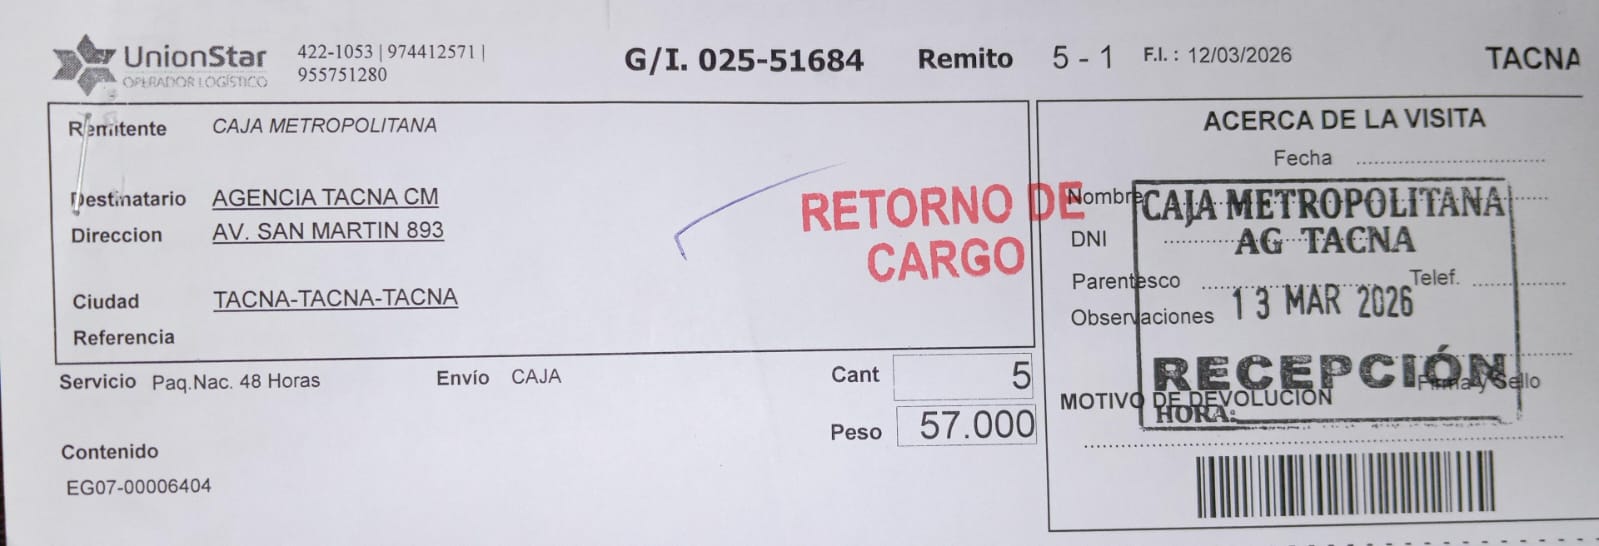 UnionStar
OPERADOR LOGÍSTICO
422-1053 | 974412571 |
955751280
G/I. 025-51684 Remito 5 - 1 F.I. : 12/03/2026 TACNA
Remitente CAJA METROPOLITANA
Destinatario AGENCIA TACNA CM
Direccion AV. SAN MARTIN 893
Ciudad TACNA-TACNA-TACNA
Referencia
RETORNO DE
CARGO
Servicio Paq.Nac. 48 Horas Envío CAJA Cant 5
Peso 57.000
Contenido
EG07-00006404
ACERCA DE LA VISITA
Fecha
Nombre
DNI
Parentesco Telef.
Observaciones
Firma y Sello
MOTIVO DE DEVOLUCION
CAJA METROPOLITANA
AG TACNA
13 MAR 2026
RECEPCIÓN
HORA: